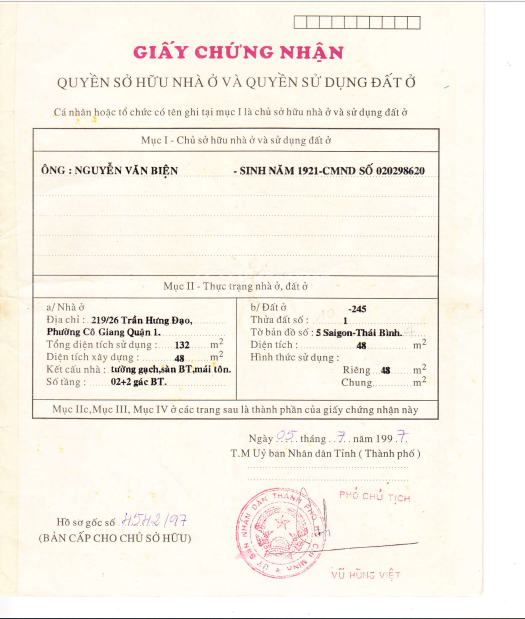 GIẤY CHỨNG NHẬN
QUYỀN SỞ HỮU NHÀ Ở VÀ QUYỀN SỬ DỤNG ĐẤT Ở
Cá nhân hoặc tổ chức có tên ghi tại mục I là chủ sở hữu nhà ở và sử dụng đất ở
Mục I - Chủ sở hữu nhà ở và sử dụng đất ở
ÔNG : NGUYỄN VĂN BIỆN - SINH NĂM 1921-CMND SỐ 020298620
Mục II - Thực trạng nhà ở, đất ở
a/ Nhà ở
Địa chỉ : 219/26 Trần Hưng Đạo,
Phường Cô Giang Quận 1.
Tổng diện tích sử dụng : 132 m2
Diện tích xây dựng : 48 m2
Kết cấu nhà : tường gạch,sàn BT,mái tôn.
Số tầng : 02+2 gác BT.
b/ Đất ở -245
Thửa đất số : 1
Tờ bản đồ số : 5 Saigon-Thái Bình.
Diện tích : 48 m2
Hình thức sử dụng :
Riêng 48 m2
Chung m2
Mục IIc,Mục III, Mục IV ở các trang sau là thành phần của giấy chứng nhận này
Ngày 05 tháng 7 năm 1997.
T.M Uỷ ban Nhân dân Tỉnh ( Thành phố )
PHÓ CHỦ TỊCH
Hồ sơ gốc số 4542/97
(BẢN CẤP CHO CHỦ SỞ HỮU)
VŨ HÙNG VIỆT